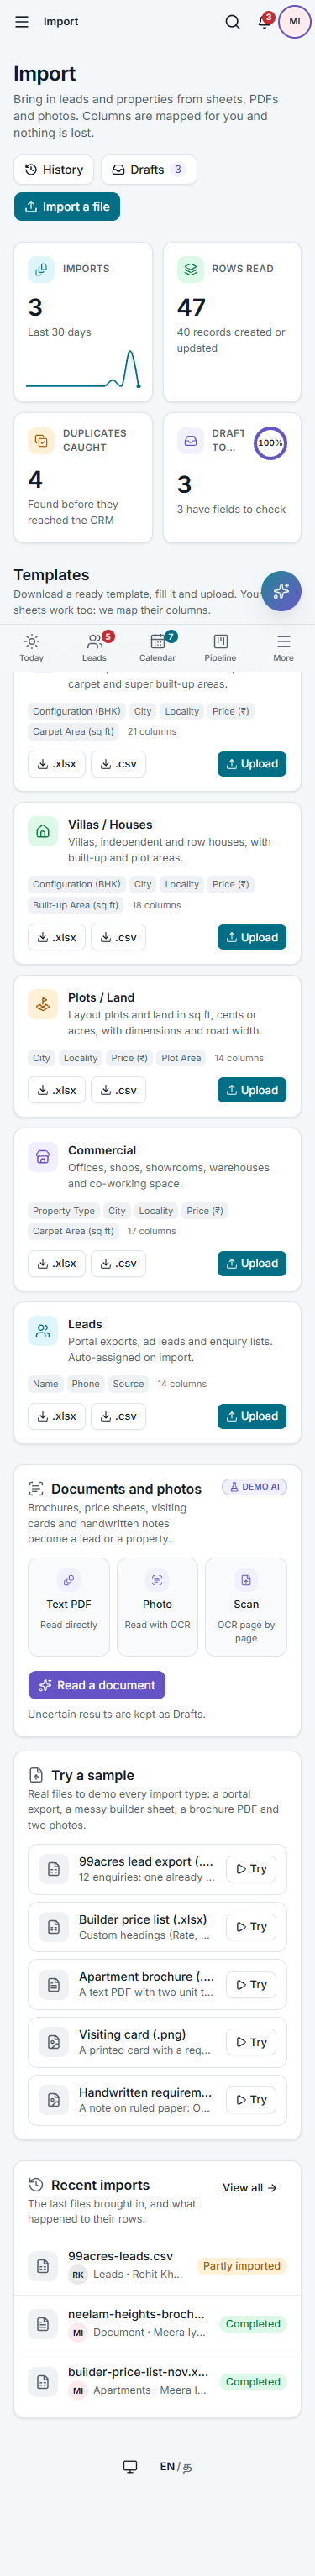 Import
3
MI
Import
Bring in leads and properties from sheets, PDFs
and photos. Columns are mapped for you and
nothing is lost.
History
Drafts 3
Import a file
IMPORTS
3
Last 30 days
ROWS READ
47
40 records created or
updated
DUPLICATES
CAUGHT
4
Found before they
reached the CRM
DRAFT
TO...
100%
3
3 have fields to check
Templates
Download a ready template, fill it and upload. Your
sheets work too: we map their columns.
Today
5
Leads
7
Calendar
Pipeline
More
carpet and super built-up areas.
Configuration (BHK) City Locality Price (₹)
Carpet Area (sq ft) 21 columns
.xlsx .csv Upload
Villas / Houses
Villas, independent and row houses, with
built-up and plot areas.
Configuration (BHK) City Locality Price (₹)
Built-up Area (sq ft) 18 columns
.xlsx .csv Upload
Plots / Land
Layout plots and land in sq ft, cents or
acres, with dimensions and road width.
City Locality Price (₹) Plot Area 14 columns
.xlsx .csv Upload
Commercial
Offices, shops, showrooms, warehouses
and co-working space.
Property Type City Locality Price (₹)
Carpet Area (sq ft) 17 columns
.xlsx .csv Upload
Leads
Portal exports, ad leads and enquiry lists.
Auto-assigned on import.
Name Phone Source 14 columns
.xlsx .csv Upload
Documents and photos
DEMO AI
Brochures, price sheets, visiting
cards and handwritten notes
become a lead or a property.
Text PDF
Read directly
Photo
Read with OCR
Scan
OCR page by
page
Read a document
Uncertain results are kept as Drafts.
Try a sample
Real files to demo every import type: a portal
export, a messy builder sheet, a brochure PDF and
two photos.
99acres lead export (....
12 enquiries: one already ...
Try
Builder price list (.xlsx)
Custom headings (Rate, ...
Try
Apartment brochure (....
A text PDF with two unit t...
Try
Visiting card (.png)
A printed card with a req...
Try
Handwritten requirem...
A note on ruled paper: O...
Try
Recent imports
View all
The last files brought in, and what
happened to their rows.
99acres-leads.csv
RK Leads · Rohit Kh...
Partly imported
neelam-heights-broch...
MI Document · Meera Iy...
Completed
builder-price-list-nov.x...
MI Apartments · Meera I...
Completed
EN / த